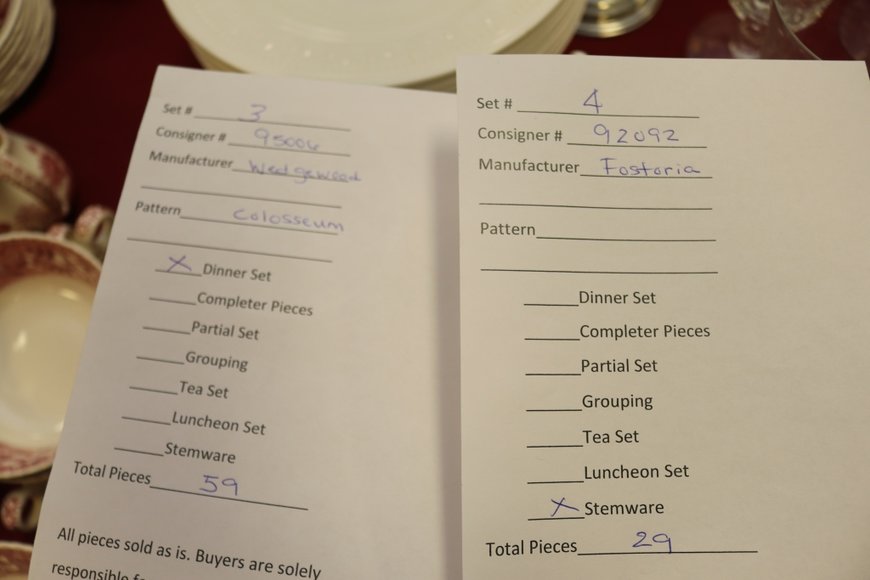 Set # 3
Consigner # 95006
Manufacturer Wedgewood
Pattern Colosseum
X Dinner Set
Completer Pieces
Partial Set
Grouping
Tea Set
Luncheon Set
Stemware
Total Pieces 59
All pieces sold as is. Buyers are solely
responsible
Set # 4
Consigner # 92092
Manufacturer Fostoria
Pattern
Dinner Set
Completer Pieces
Partial Set
Grouping
Tea Set
Luncheon Set
X Stemware
Total Pieces 29